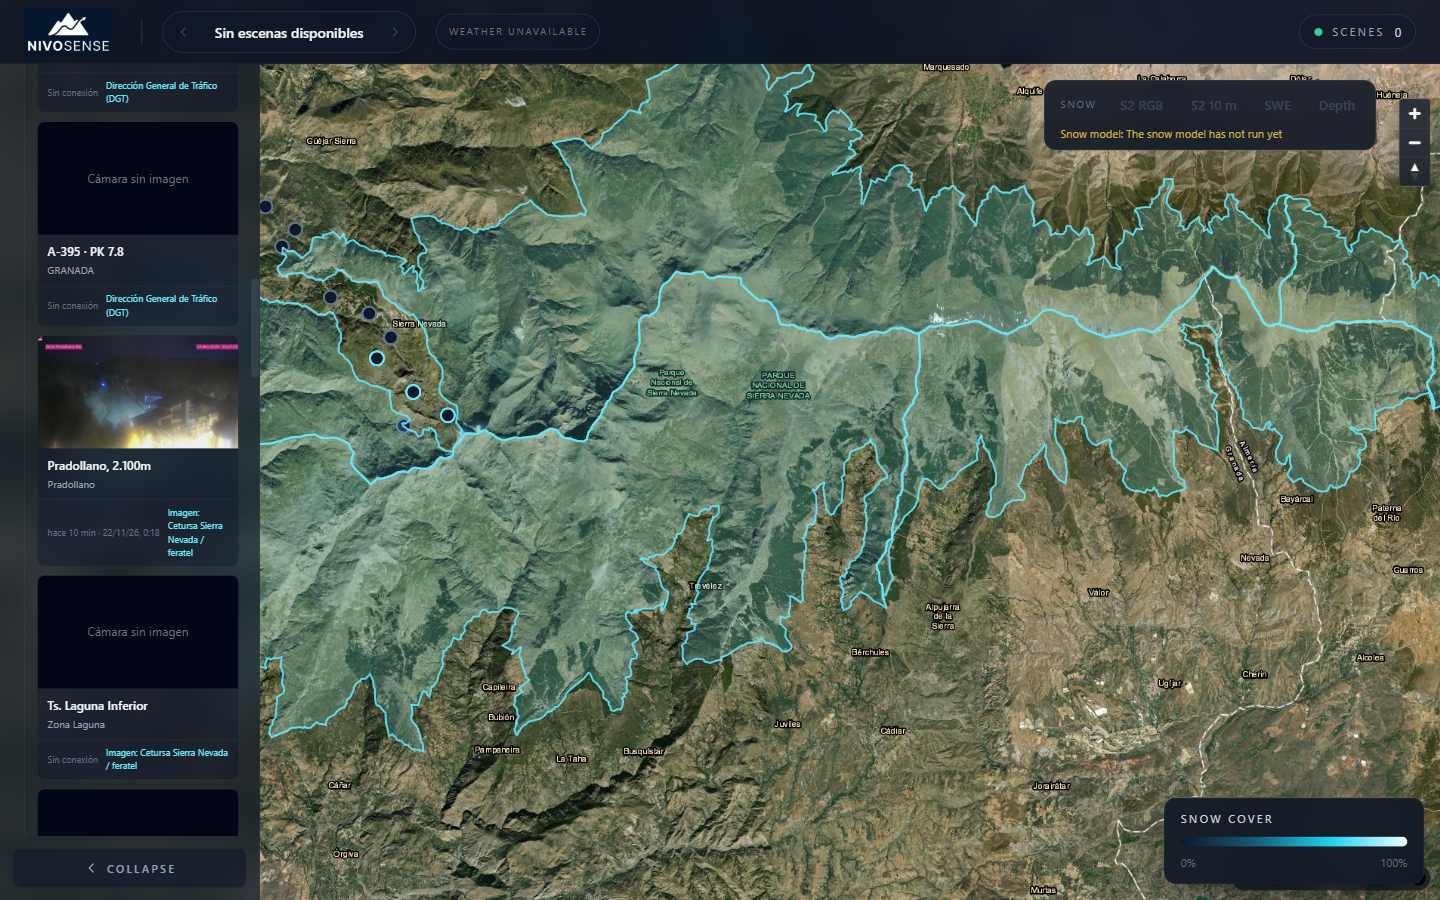 NIVOSENSE
Sin escenas disponibles
WEATHER UNAVAILABLE
SCENES 0
Sin conexión
Dirección General de Tráfico
(DGT)
Cámara sin imagen
A-395 · PK 7.8
GRANADA
Sin conexión
Dirección General de Tráfico
(DGT)
Pradollano, 2.100m
Pradollano
hace 10 min · 22/11/26, 0:18
Imagen:
Cetursa Sierra
Nevada /
feratel
Cámara sin imagen
Ts. Laguna Inferior
Zona Laguna
Sin conexión
Imagen: Cetursa Sierra Nevada
/ feratel
COLLAPSE
SNOW
S2 RGB
S2 10 m
SWE
Depth
Snow model: The snow model has not run yet
Marquesado
Alquife
La Calahorra
Dólar
Huéneja
Güéjar Sierra
Sierra Nevada
Parque
Nacional de
Sierra Nevada
PARQUE
NACIONAL DE
SIERRA NEVADA
Almería
Granada
Bayárcal
Paterna
del Río
Nevada
Guarros
Trevélez
Válor
Alpujarra
de la
Sierra
Bérchules
Alcolea
Cherín
Ugíjar
Capileira
Bubión
Pampaneira
La Taha
Busquístar
Juviles
Cádiar
Cáñar
Jorairátar
Órgiva
Murtas
SNOW COVER
0%
100%